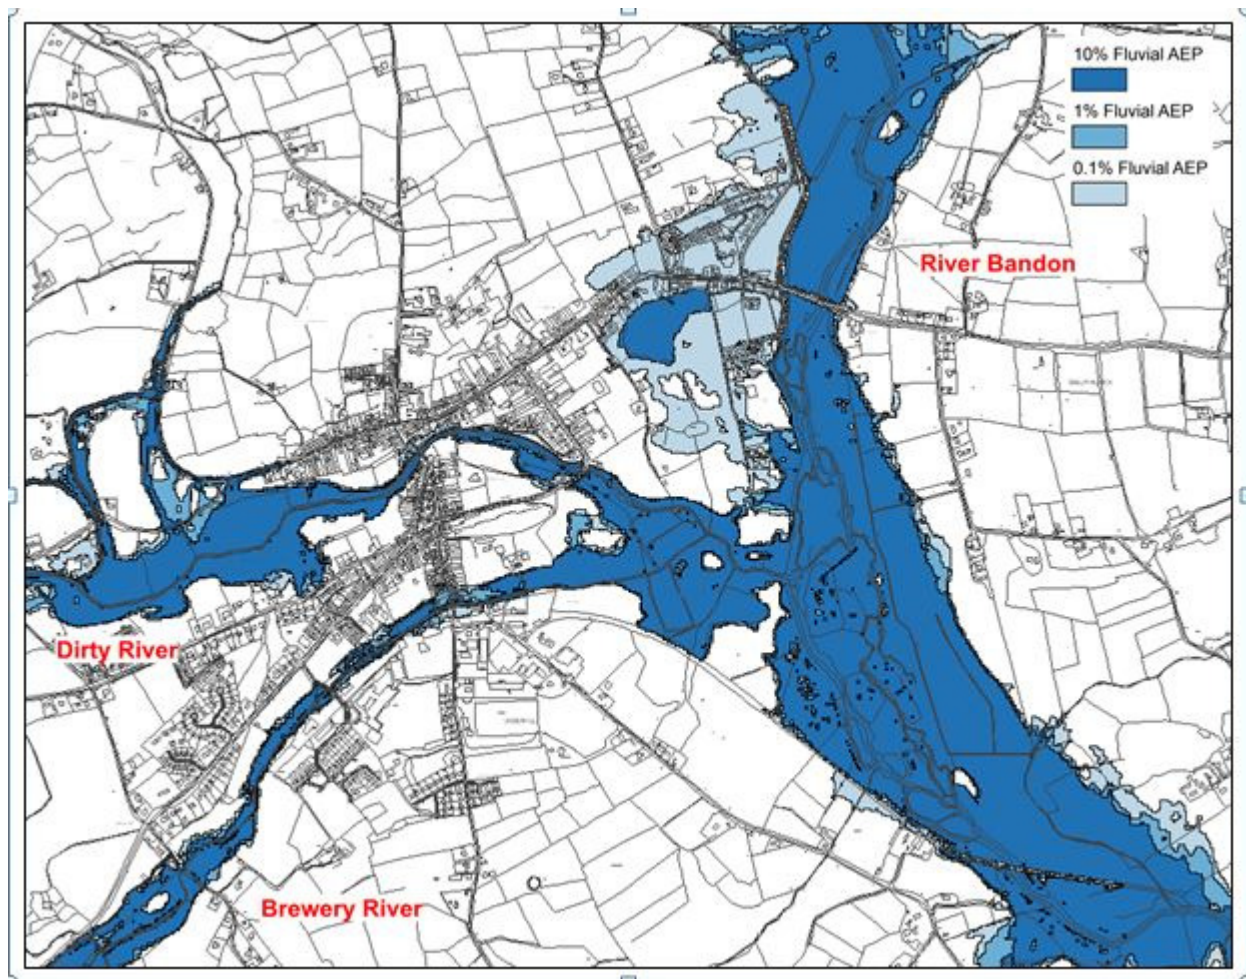 10% Fluvial AEP
1% Fluvial AEP
0.1% Fluvial AEP
River Bandon
Dirty River
Brewery River